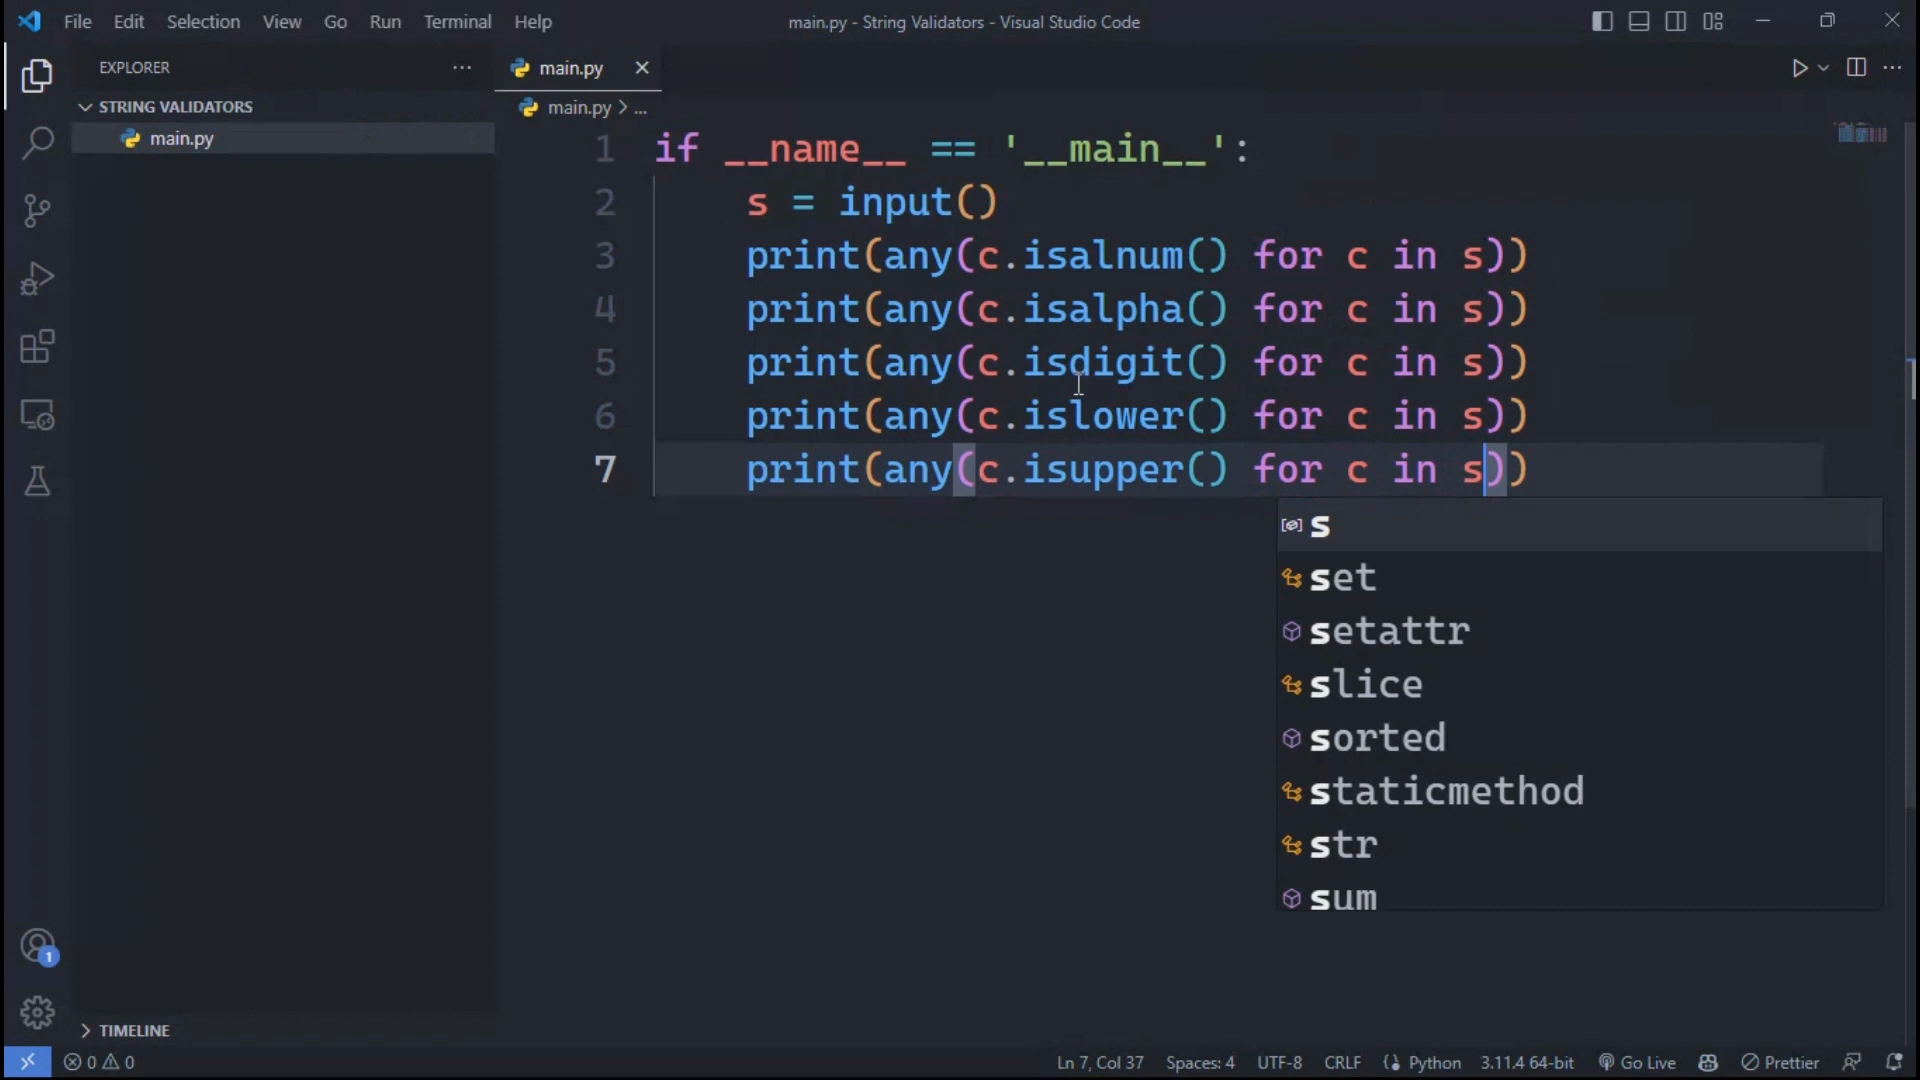 File Edit Selection View Go Run Terminal Help
main.py - String Validators - Visual Studio Code
EXPLORER
main.py
STRING VALIDATORS
main.py
main.py > ...
1 if __name__ == '__main__':
2 s = input()
3 print(any(c.isalnum() for c in s))
4 print(any(c.isalpha() for c in s))
5 print(any(c.isdigit() for c in s))
6 print(any(c.islower() for c in s))
7 print(any(c.isupper() for c in s))
s
set
setattr
slice
sorted
staticmethod
str
sum
1
TIMELINE
0 0
Ln 7, Col 37 Spaces: 4 UTF-8 CRLF Python 3.11.4 64-bit Go Live Prettier